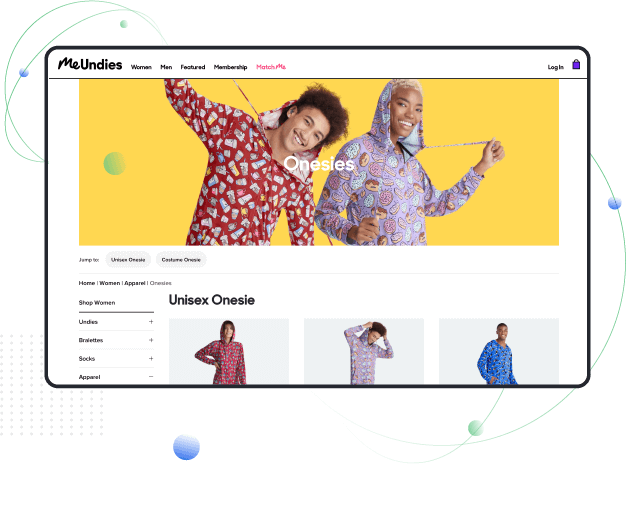 MeUndies Women Men Featured Membership MatchMe Log In
Onesies
Jump to: Unisex Onesie Costume Onesie
Home | Women | Apparel | Onesies
Shop Women
Unisex Onesie
Undies +
Bralettes +
Socks +
Apparel −